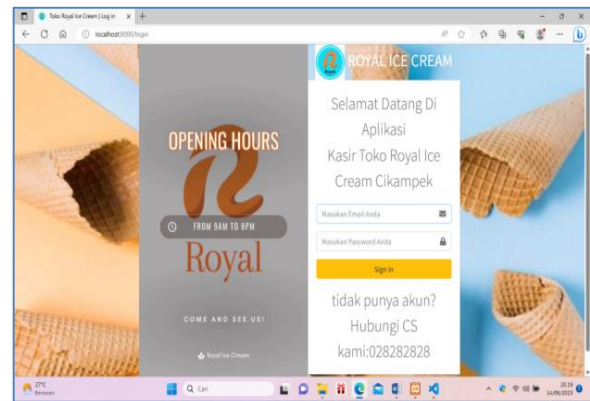 Toko Royal Ice Cream | Log in
localhost:8000/login
ROYAL ICE CREAM
OPENING HOURS
FROM 9AM TO 8PM
Royal
COME AND SEE US!
Royal Ice Cream
Selamat Datang Di
Aplikasi
Kasir Toko Royal Ice
Cream Cikampek
Masukan Email Anda
Masukan Password Anda
Sign In
tidak punya akun?
Hubungi CS
kami:028282828
27°C
Berawan
Cari
20.19
14/06/2023